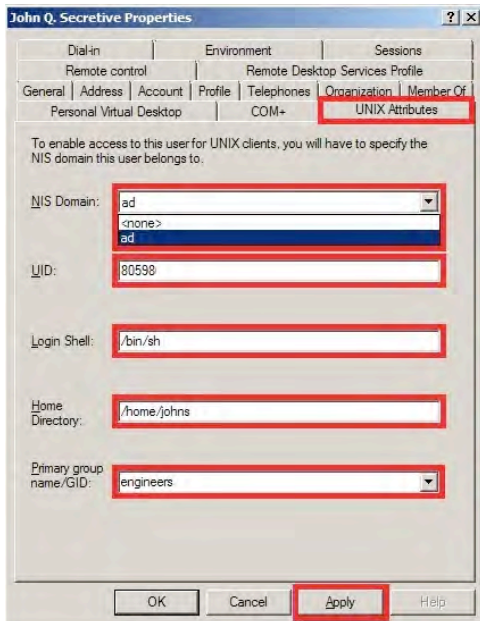 John Q. Secretive Properties
Dial-in Environment Sessions
Remote control Remote Desktop Services Profile
General Address Account Profile Telephones Organization Member Of
Personal Virtual Desktop COM+ UNIX Attributes
To enable access to this user for UNIX clients, you will have to specify the
NIS domain this user belongs to.
NIS Domain: ad
<none>
ad
UID: 80598
Login Shell: /bin/sh
Home
Directory: /home/johns
Primary group
name/GID: engineers
OK Cancel Apply Help